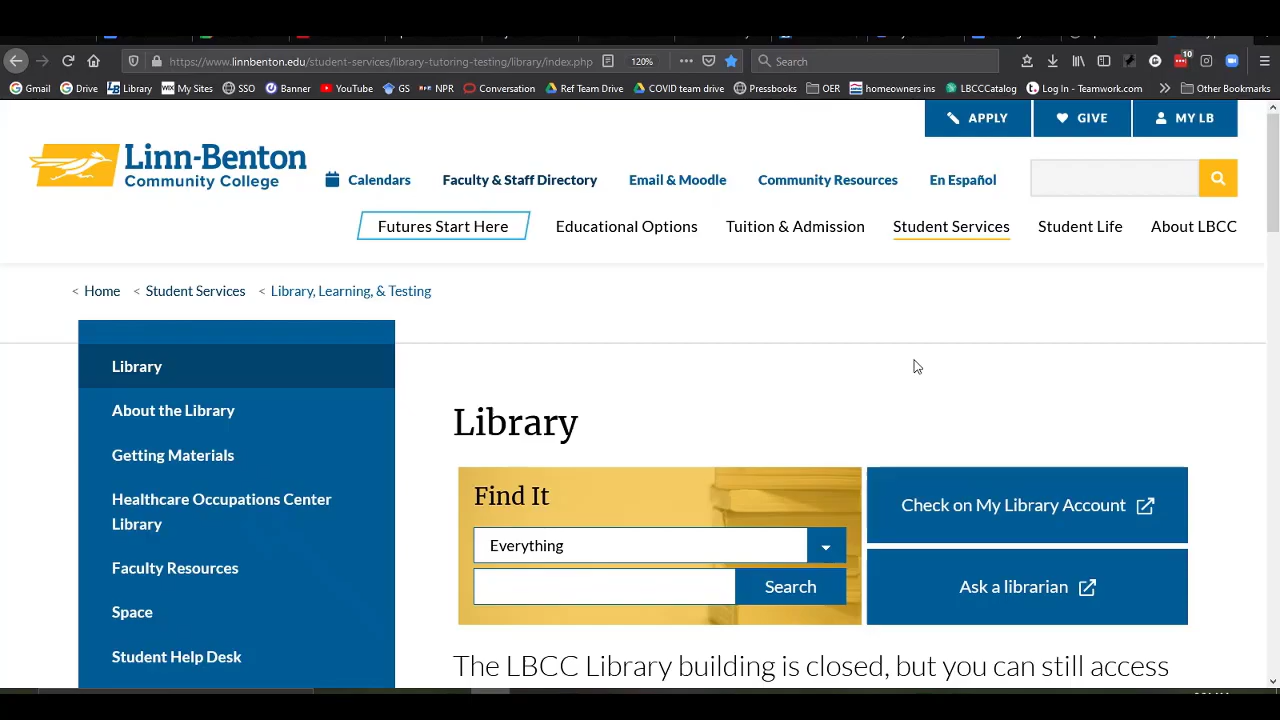 https://www.linnbenton.edu/student-services/library-tutoring-testing/library/index.php 120% Search 10
Gmail Drive Library My Sites SSO Banner YouTube GS NPR Conversation Ref Team Drive COVID team drive Pressbooks OER homeowners ins LBCCCatalog Log In - Teamwork.com Other Bookmarks
APPLY GIVE MY LB
Linn-Benton
Community College
Calendars Faculty & Staff Directory Email & Moodle Community Resources En Español
Futures Start Here Educational Options Tuition & Admission Student Services Student Life About LBCC
< Home < Student Services < Library, Learning, & Testing
Library
About the Library
Getting Materials
Healthcare Occupations Center
Library
Faculty Resources
Space
Student Help Desk
Library
Find It
Everything
Search
Check on My Library Account
Ask a librarian
The LBCC Library building is closed, but you can still access